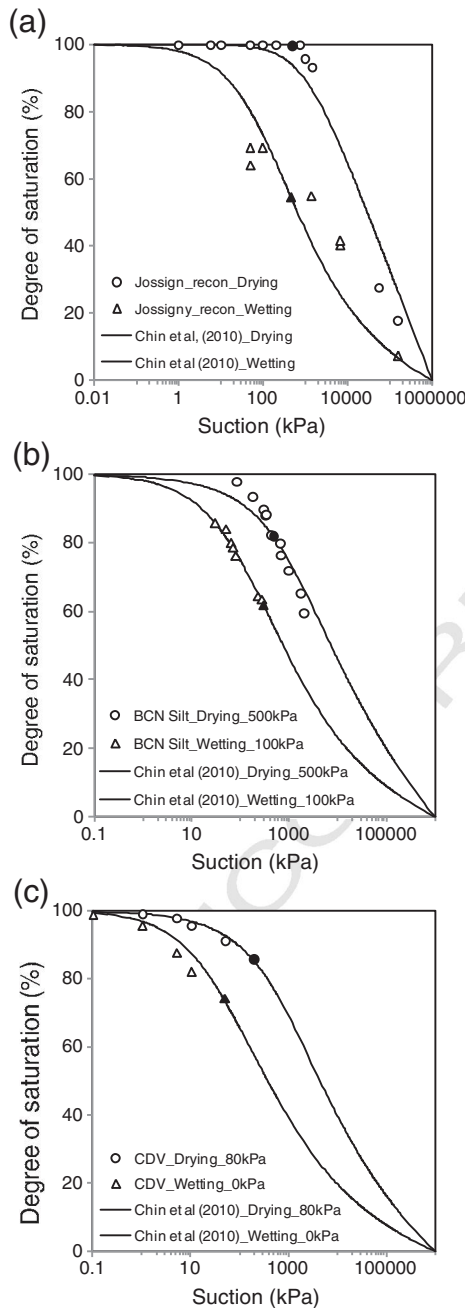 (a)
100
80
60
40
20
0
Degree of saturation (%)
Jossign_recon_Drying
Jossigny_recon_Wetting
Chin et al, (2010)_Drying
Chin et al (2010)_Wetting
0.01 1 100 10000 1000000
Suction (kPa)
(b)
100
80
60
40
20
0
Degree of saturation (%)
BCN Silt_Drying_500kPa
BCN Silt_Wetting_100kPa
Chin et al (2010)_Drying_500kPa
Chin et al (2010)_Wetting_100kPa
0.1 10 1000 100000
Suction (kPa)
(c)
100
80
60
40
20
0
Degree of saturation (%)
CDV_Drying_80kPa
CDV_Wetting_0kPa
Chin et al (2010)_Drying_80kPa
Chin et al (2010)_Wetting_0kPa
0.1 10 1000 100000
Suction (kPa)